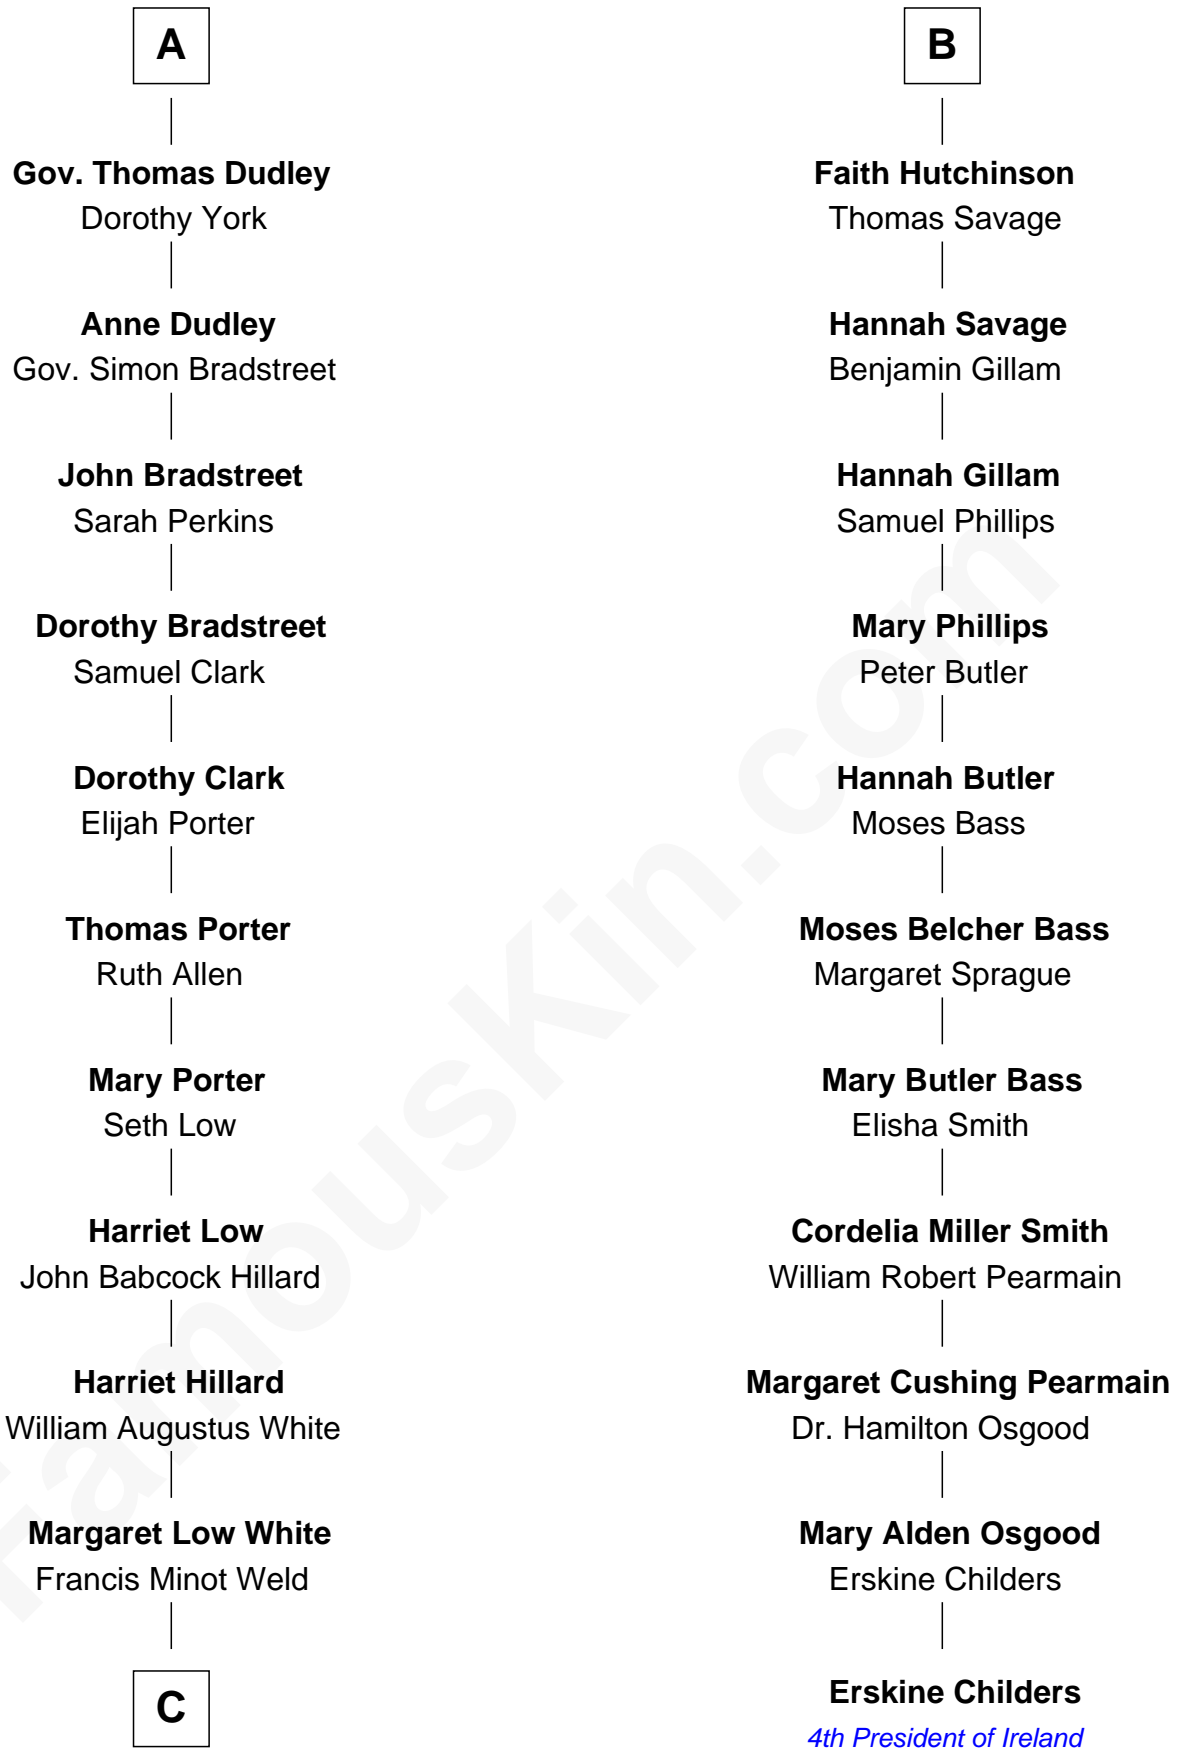 A
Gov. Thomas Dudley
Dorothy York
Anne Dudley
Gov. Simon Bradstreet
John Bradstreet
Sarah Perkins
Dorothy Bradstreet
Samuel Clark
Dorothy Clark
Elijah Porter
Thomas Porter
Ruth Allen
Mary Porter
Seth Low
Harriet Low
John Babcock Hillard
Harriet Hillard
William Augustus White
Margaret Low White
Francis Minot Weld
C
B
Faith Hutchinson
Thomas Savage
Hannah Savage
Benjamin Gillam
Hannah Gillam
Samuel Phillips
Mary Phillips
Peter Butler
Hannah Butler
Moses Bass
Moses Belcher Bass
Margaret Sprague
Mary Butler Bass
Elisha Smith
Cordelia Miller Smith
William Robert Pearmain
Margaret Cushing Pearmain
Dr. Hamilton Osgood
Mary Alden Osgood
Erskine Childers
Erskine Childers
4th President of Ireland
FamousKin.com